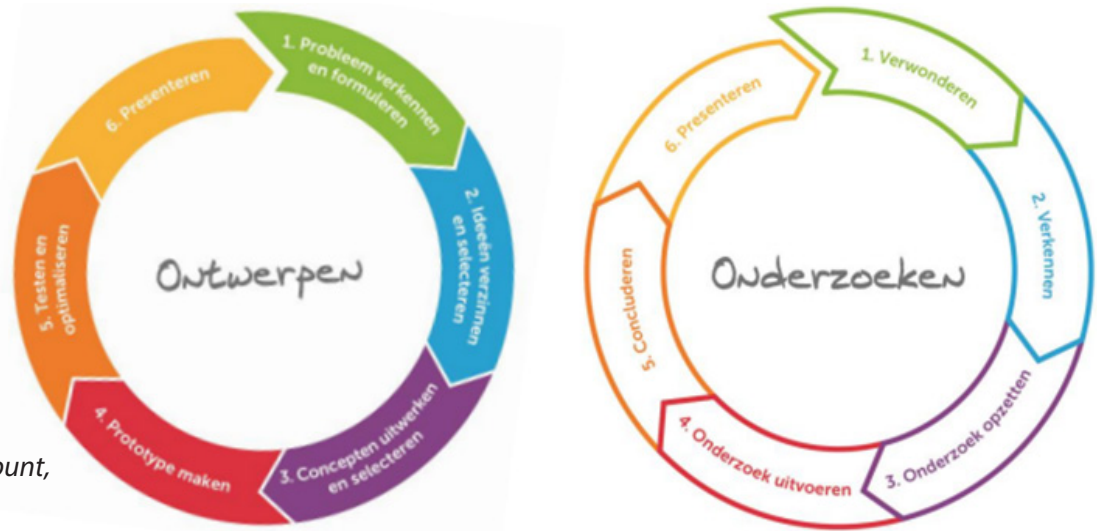 1. Probleem verkennen
en formuleren
2. Ideeën verzinnen
en selecteren
3. Concepten uitwerken
en selecteren
4. Prototype maken
5. Testen en
optimaliseren
6. Presenteren
Ontwerpen
1. Verwonderen
2. Verkennen
3. Onderzoek opzetten
4. Onderzoek uitvoeren
5. Concluderen
6. Presenteren
Onderzoeken